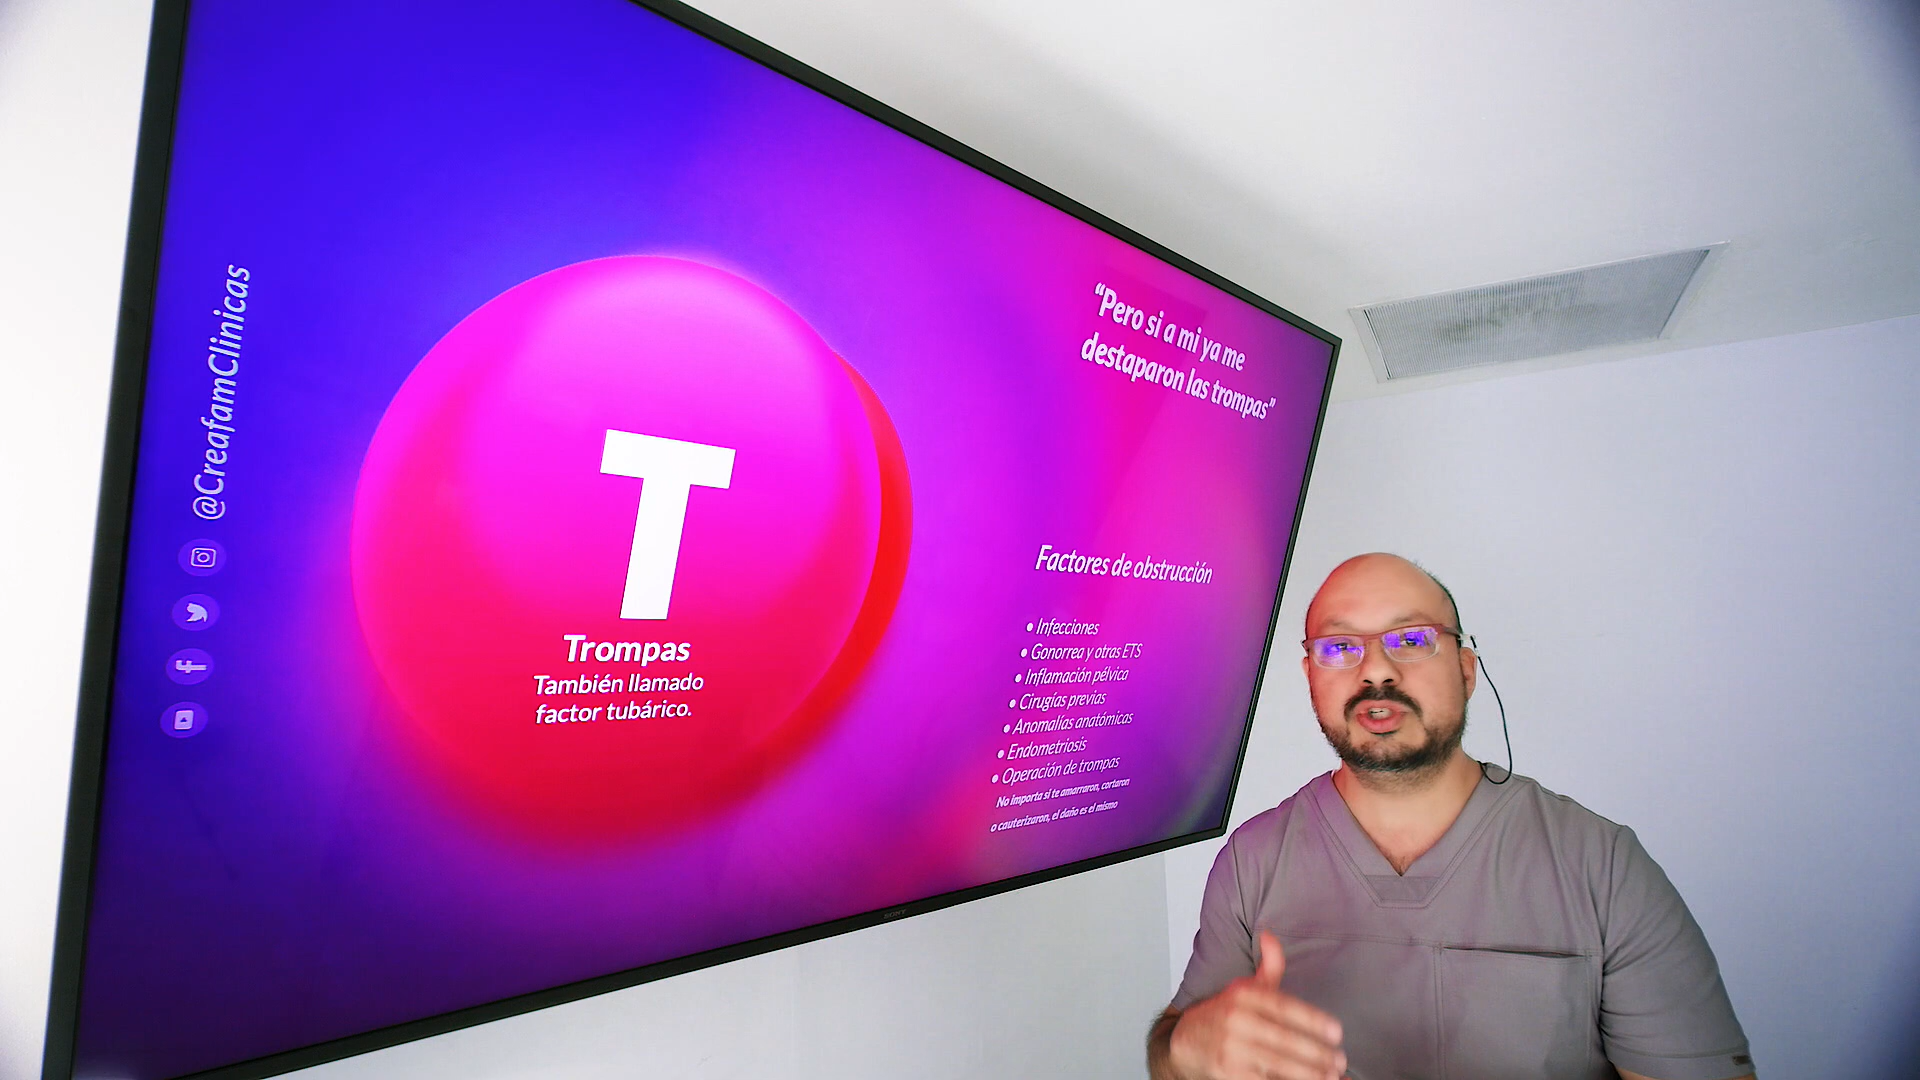 @CreafamClinicas
T
Trompas
También llamado
factor tubárico.
“Pero si a mi ya me
destaparon las trompas”
Factores de obstrucción
• Infecciones
• Gonorrea y otras ETS
• Inflamación pélvica
• Cirugías previas
• Anomalías anatómicas
• Endometriosis
• Operación de trompas
No importa si te amarraron, cortaron
o cauterizaron, el daño es el mismo
SONY